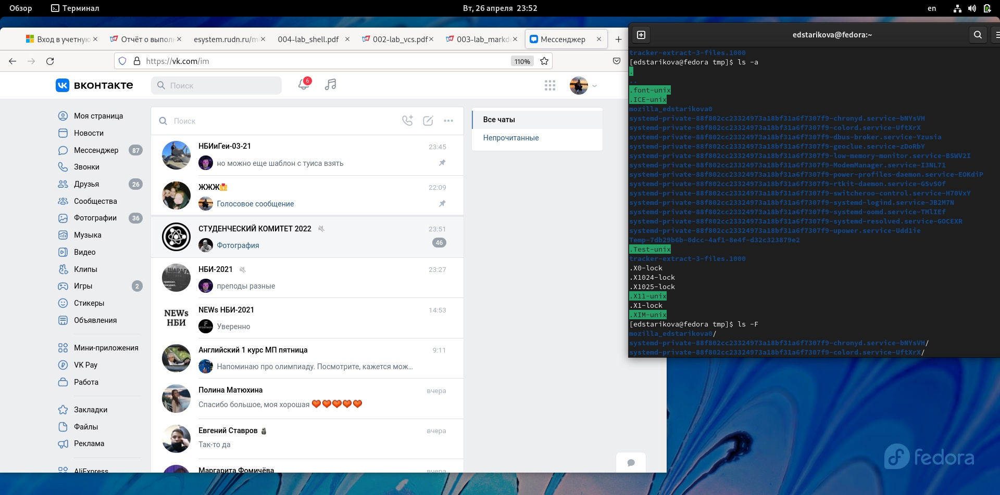 Обзор
Терминал
Вт, 26 апреля 23:52
en
Вход в учетную
Отчёт о выполн
esystem.rudn.ru/m
004-lab_shell.pdf
002-lab_vcs.pdf
003-lab_markd
Мессенджер
https://vk.com/im
110%
вконтакте
Поиск
6
Моя страница
Новости
Мессенджер 87
Звонки
Друзья 26
Сообщества
Фотографии 36
Музыка
Видео
Клипы
Игры 2
Стикеры
Объявления
Мини-приложения
VK Pay
Работа
Закладки
Файлы
Реклама
AliExpress
Поиск
НБИиГеи-03-21 23:45
но можно еще шаблон с туиса взять
ЖЖЖ 22:09
Голосовое сообщение
СТУДЕНЧЕСКИЙ КОМИТЕТ 2022 23:51
Фотография 46
НБИ-2021 23:27
преподы разные
NEWs НБИ
NEWs НБИ-2021 14:53
Уверенно
Английский 1 курс МП пятница 9:11
Напоминаю про олимпиаду. Посмотрите, кажется мож…
Полина Матюхина вчера
Спасибо большое, моя хорошая
Евгений Ставров вчера
Так-то да
Маргарита Фомичёва вчера
Все чаты
Непрочитанные
edstarikova@fedora:~
tracker-extract-3-files.1000
[edstarikova@fedora tmp]$ ls -a
.
..
.font-unix
.ICE-unix
mozilla_edstarikova0
systemd-private-88f802cc23324973a18bf31a6f7307f9-chronyd.service-bNYsVH
systemd-private-88f802cc23324973a18bf31a6f7307f9-colord.service-UftXrX
systemd-private-88f802cc23324973a18bf31a6f7307f9-dbus-broker.service-Yzusia
systemd-private-88f802cc23324973a18bf31a6f7307f9-geoclue.service-zDoRbY
systemd-private-88f802cc23324973a18bf31a6f7307f9-low-memory-monitor.service-BSWV2I
systemd-private-88f802cc23324973a18bf31a6f7307f9-ModemManager.service-I3NL71
systemd-private-88f802cc23324973a18bf31a6f7307f9-power-profiles-daemon.service-EOKdiP
systemd-private-88f802cc23324973a18bf31a6f7307f9-rtkit-daemon.service-GSvSOf
systemd-private-88f802cc23324973a18bf31a6f7307f9-switcheroo-control.service-H70VxY
systemd-private-88f802cc23324973a18bf31a6f7307f9-systemd-logind.service-JB2M7N
systemd-private-88f802cc23324973a18bf31a6f7307f9-systemd-oomd.service-TMlIEf
systemd-private-88f802cc23324973a18bf31a6f7307f9-systemd-resolved.service-GOCEXR
systemd-private-88f802cc23324973a18bf31a6f7307f9-upower.service-Udd1ie
Temp-7db29b6b-0dcc-4af1-8e4f-d32c323879e2
.Test-unix
tracker-extract-3-files.1000
.X0-lock
.X1024-lock
.X1025-lock
.X11-unix
.X1-lock
.XIM-unix
[edstarikova@fedora tmp]$ ls -F
mozilla_edstarikova0/
systemd-private-88f802cc23324973a18bf31a6f7307f9-chronyd.service-bNYsVH/
systemd-private-88f802cc23324973a18bf31a6f7307f9-colord.service-UftXrX/
fedora